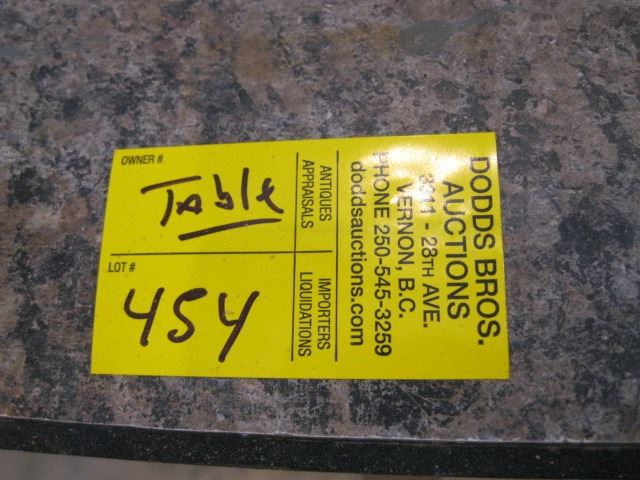 DODDS BROS.
AUCTIONS
3311 - 28TH AVE.
VERNON, B.C.
PHONE 250-545-3259
doddsauctions.com
ANTIQUES
APPRAISALS
IMPORTERS
LIQUIDATIONS
OWNER #
Table
LOT #
454